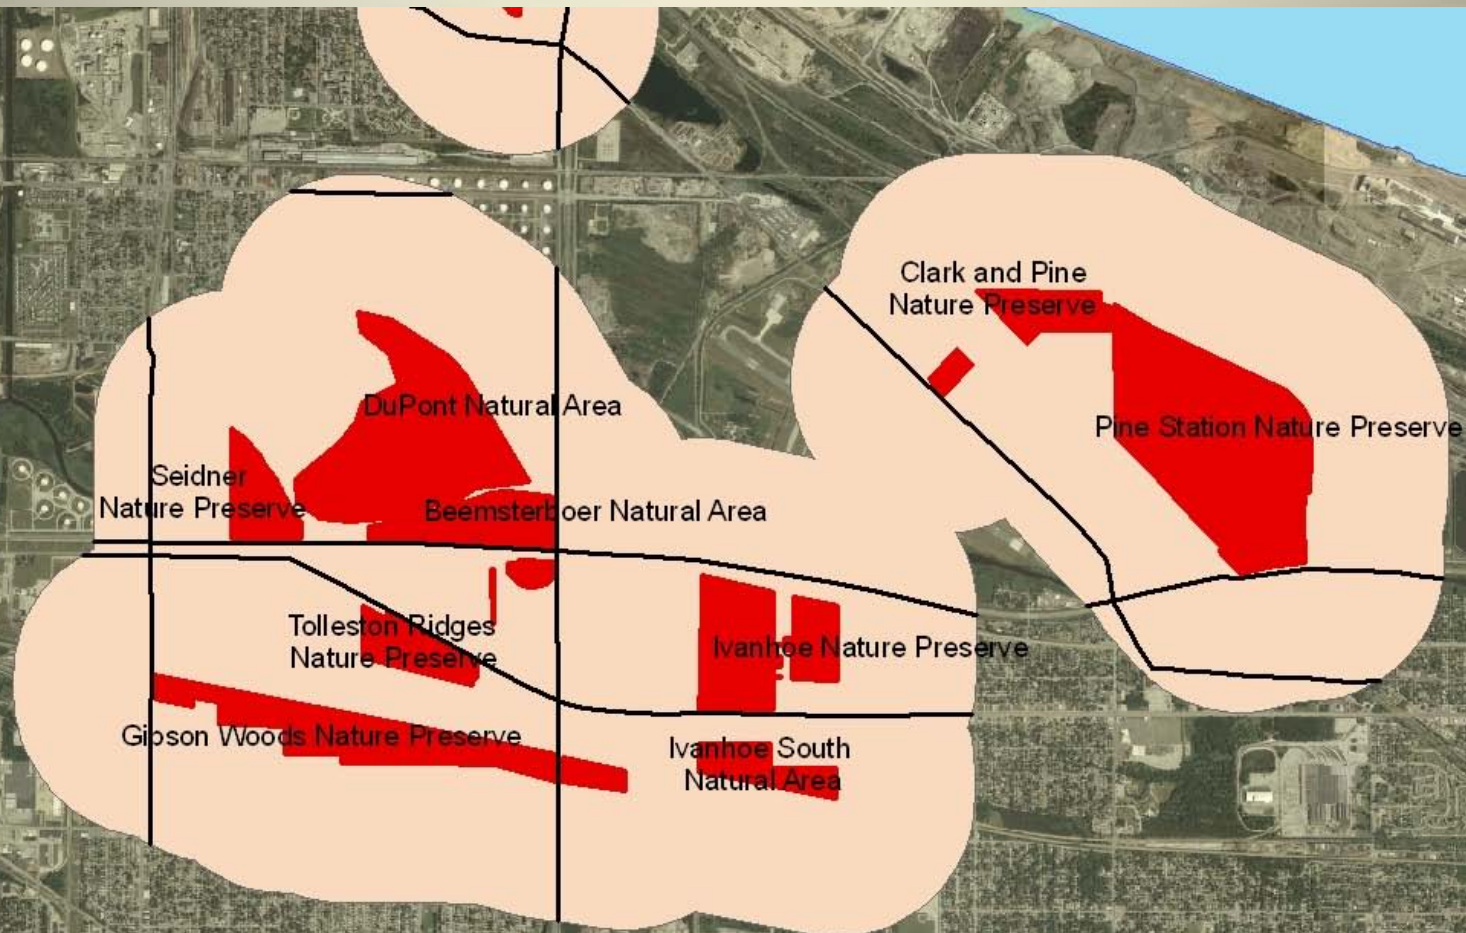 Clark and Pine
Nature Preserve
DuPont Natural Area
Pine Station Nature Preserve
Seidner
Nature Preserve
Beemsterboer Natural Area
Tolleston Ridges
Nature Preserve
Ivanhoe Nature Preserve
Gibson Woods Nature Preserve
Ivanhoe South
Natural Area